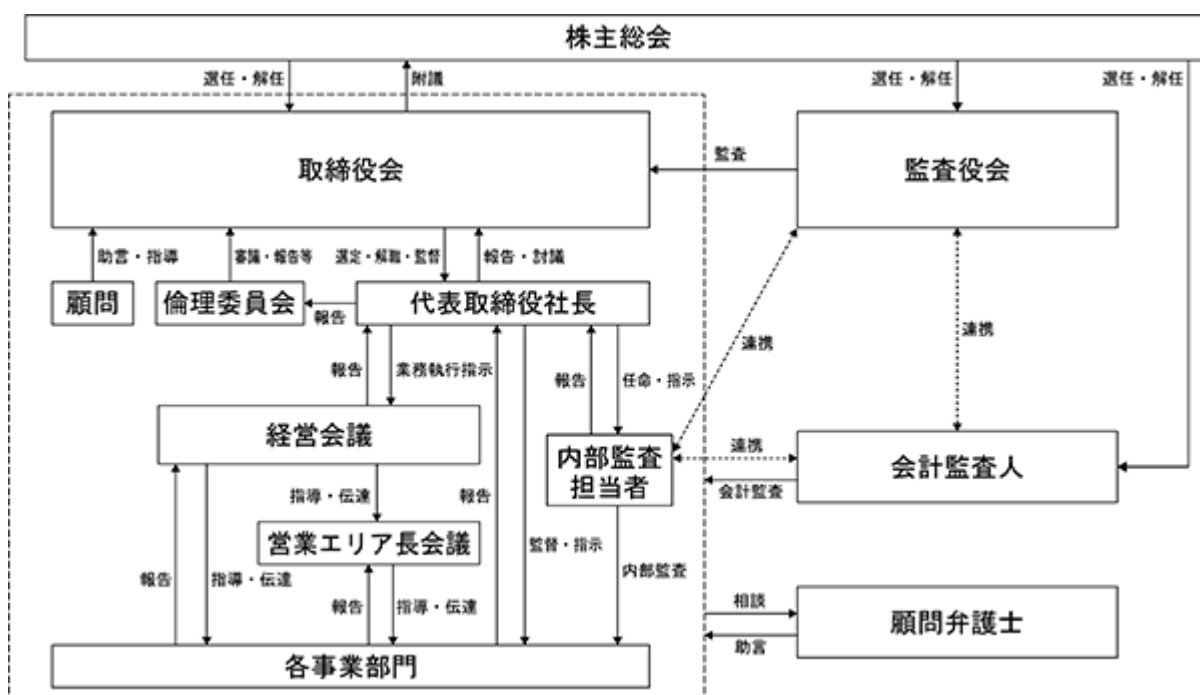 株主総会
選任・解任
附議
選任・解任
選任・解任
取締役会
監査
監査役会
助言・指導
審議・報告等
選定・解職・監督
報告・討議
顧問
倫理委員会
報告
代表取締役社長
連携
連携
報告
業務執行指示
報告
任命・指示
経営会議
内部監査
担当者
連携
会計監査
会計監査人
指導・伝達
報告
営業エリア長会議
監督・指示
内部監査
報告
指導・伝達
報告
指導・伝達
相談
助言
顧問弁護士
各事業部門